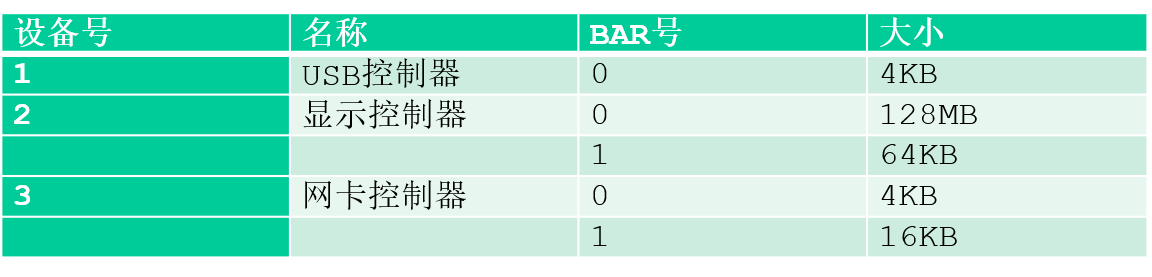 设备号 名称 BAR号 大小
1 USB控制器 0 4KB
2 显示控制器 0 128MB
1 64KB
3 网卡控制器 0 4KB
1 16KB